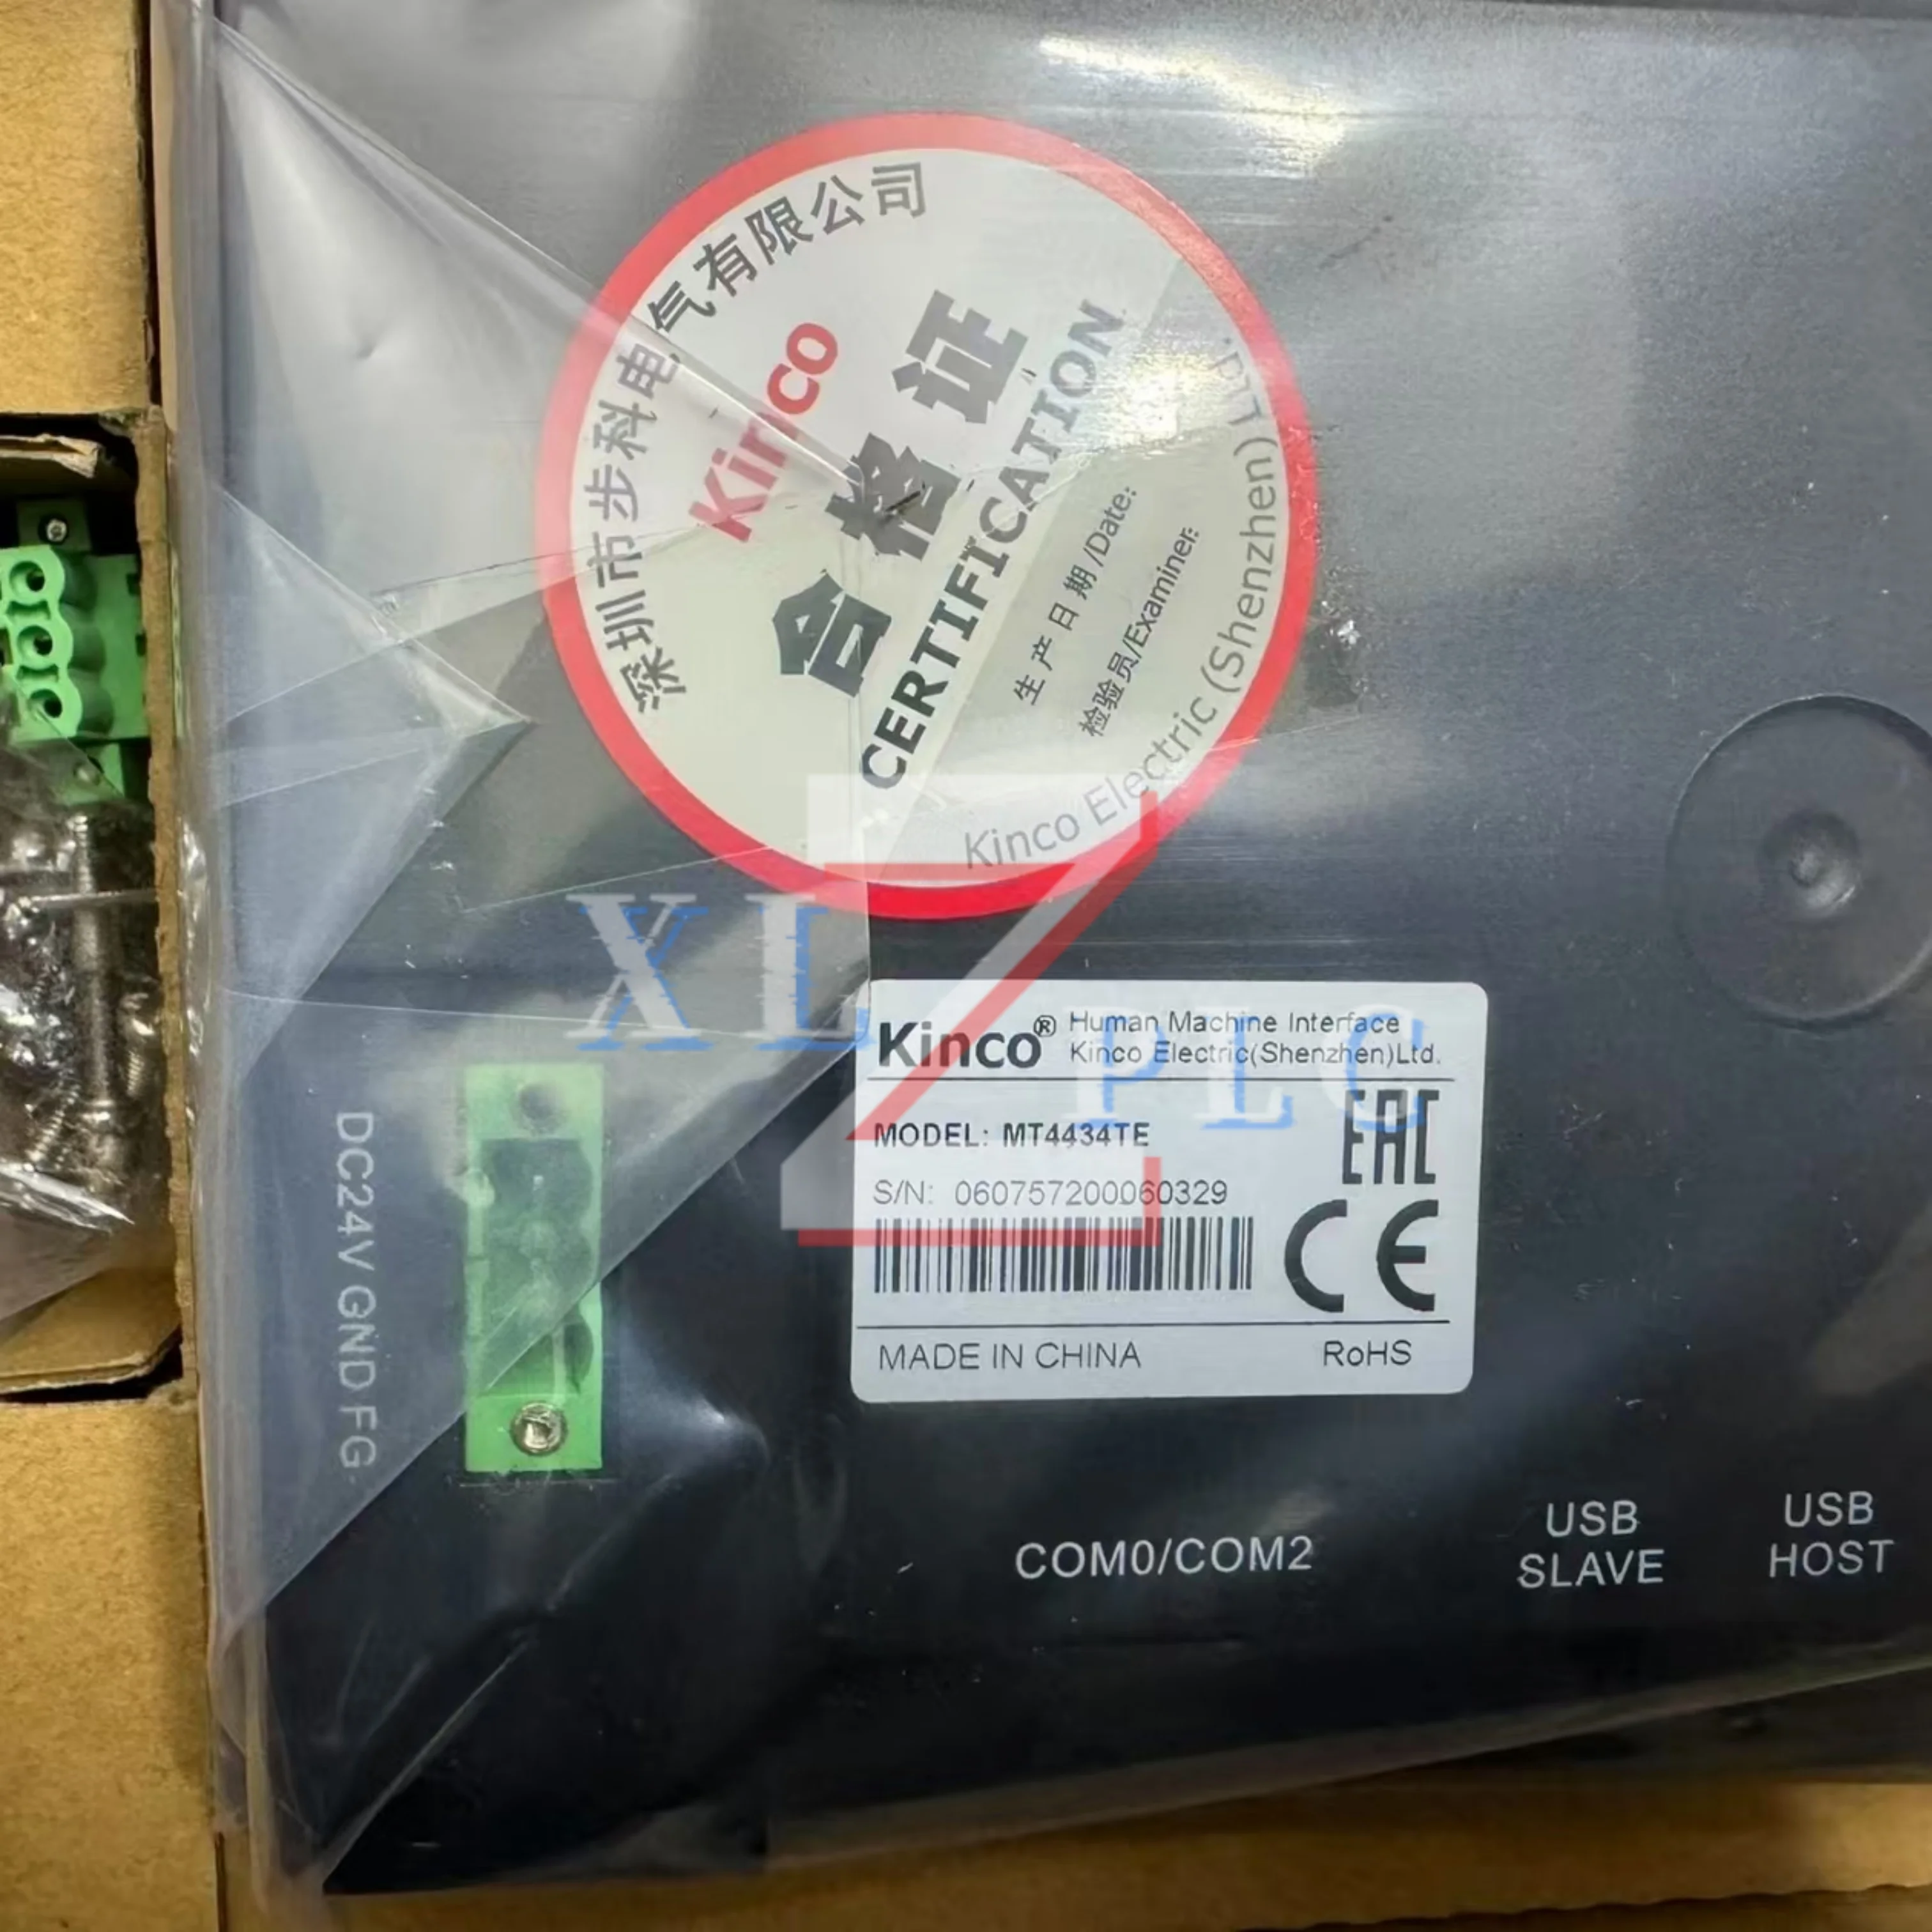 深圳市步科电气有限公司
Kinco
合格证
CERTIFICATION
生产日期/Date:
检验员/Examiner:
Kinco Electric (Shenzhen) LTD.
XLZPLC
Kinco® Human Machine Interface
Kinco Electric(Shenzhen)Ltd.
MODEL: MT4434TE
EAC
S/N: 060757200060329
CE
MADE IN CHINA RoHS
DC24V GND FG
COM0/COM2
USB SLAVE
USB HOST